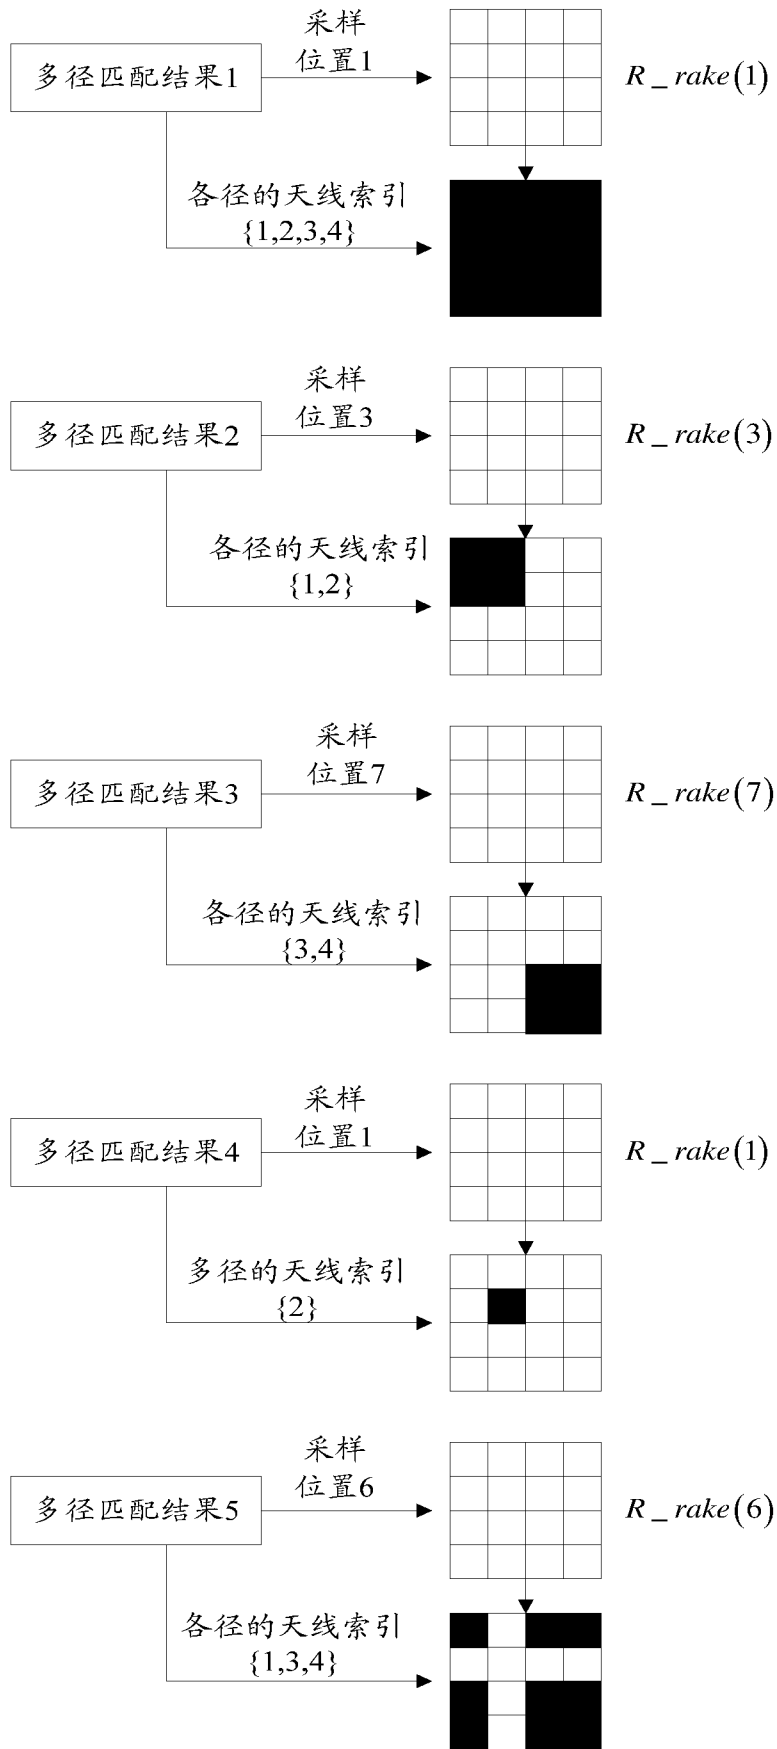 采样
位置1
多径匹配结果1
R_rake(1)
各径的天线索引
{1,2,3,4}
采样
位置3
多径匹配结果2
R_rake(3)
各径的天线索引
{1,2}
采样
位置7
多径匹配结果3
R_rake(7)
各径的天线索引
{3,4}
采样
位置1
多径匹配结果4
R_rake(1)
多径的天线索引
{2}
采样
位置6
多径匹配结果5
R_rake(6)
各径的天线索引
{1,3,4}